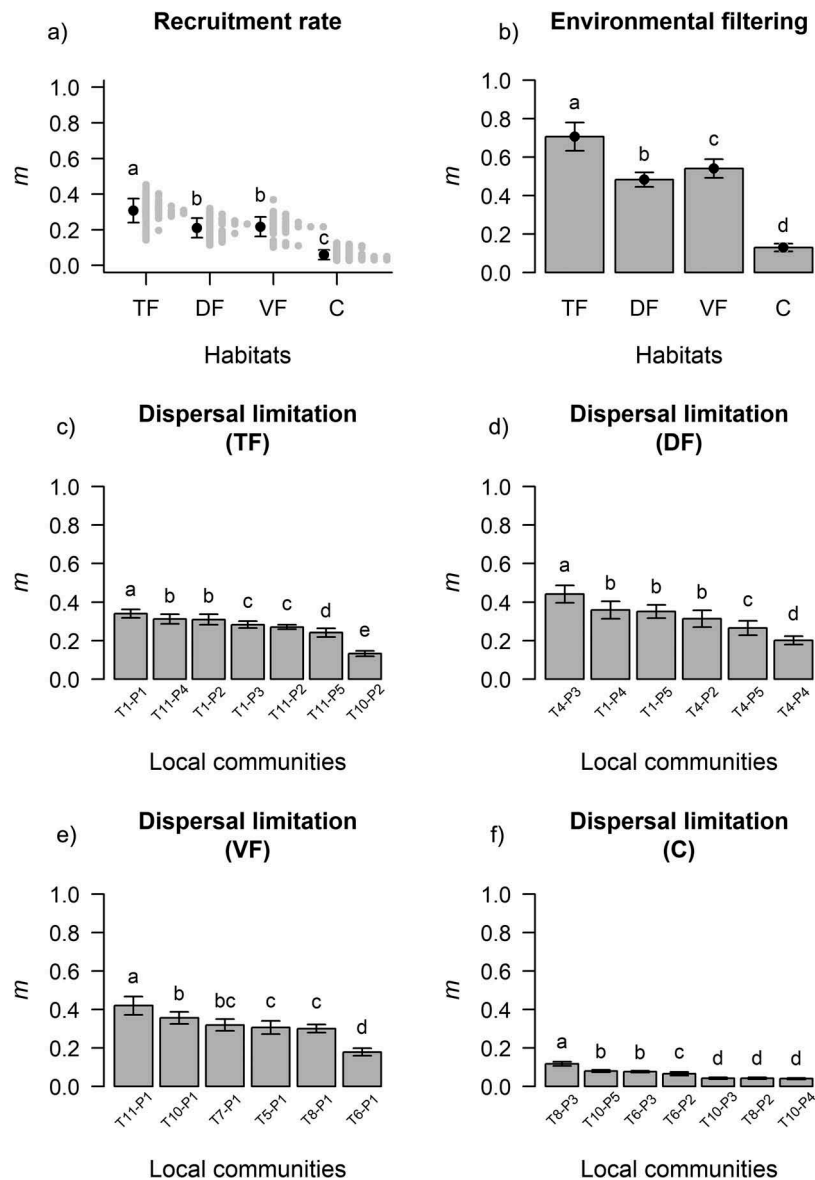 a)
Recruitment rate
1.0
0.8
0.6
0.4
0.2
0.0
m
a
b
b
c
TF DF VF C
Habitats
b)
Environmental filtering
1.0
0.8
0.6
0.4
0.2
0.0
m
a
b
c
d
TF DF VF C
Habitats
c)
Dispersal limitation
(TF)
1.0
0.8
0.6
0.4
0.2
0.0
m
a b b c c d e
T1-P1 T11-P4 T1-P2 T1-P3 T11-P2 T11-P5 T10-P2
Local communities
d)
Dispersal limitation
(DF)
1.0
0.8
0.6
0.4
0.2
0.0
m
a b b b c d
T4-P3 T1-P4 T1-P5 T4-P2 T4-P5 T4-P4
Local communities
e)
Dispersal limitation
(VF)
1.0
0.8
0.6
0.4
0.2
0.0
m
a b bc c c d
T11-P1 T10-P1 T7-P1 T5-P1 T8-P1 T6-P1
Local communities
f)
Dispersal limitation
(C)
1.0
0.8
0.6
0.4
0.2
0.0
m
a b b c d d d
T8-P3 T10-P5 T6-P3 T6-P2 T10-P3 T8-P2 T10-P4
Local communities